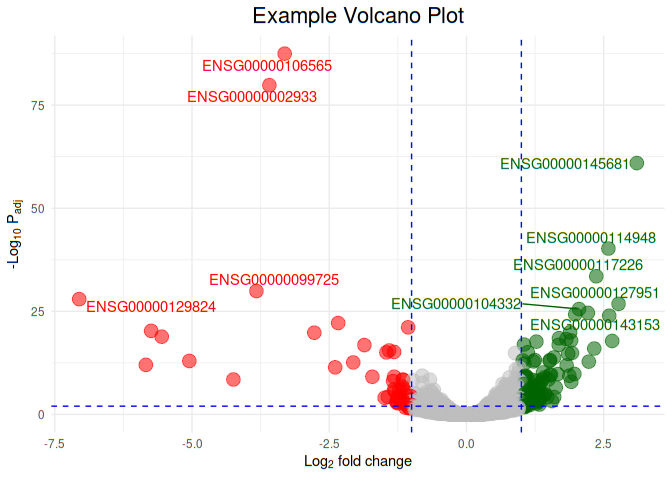 Example Volcano Plot
ENSG00000106565
ENSG00000002933
75
ENSG00000145681
50
ENSG00000114948
ENSG00000117226
ENSG00000099725
ENSG00000127951
ENSG00000104332
ENSG00000129824
25
ENSG00000143153
0
-Log10 Padj
-7.5 -5.0 -2.5 0.0 2.5
Log2 fold change